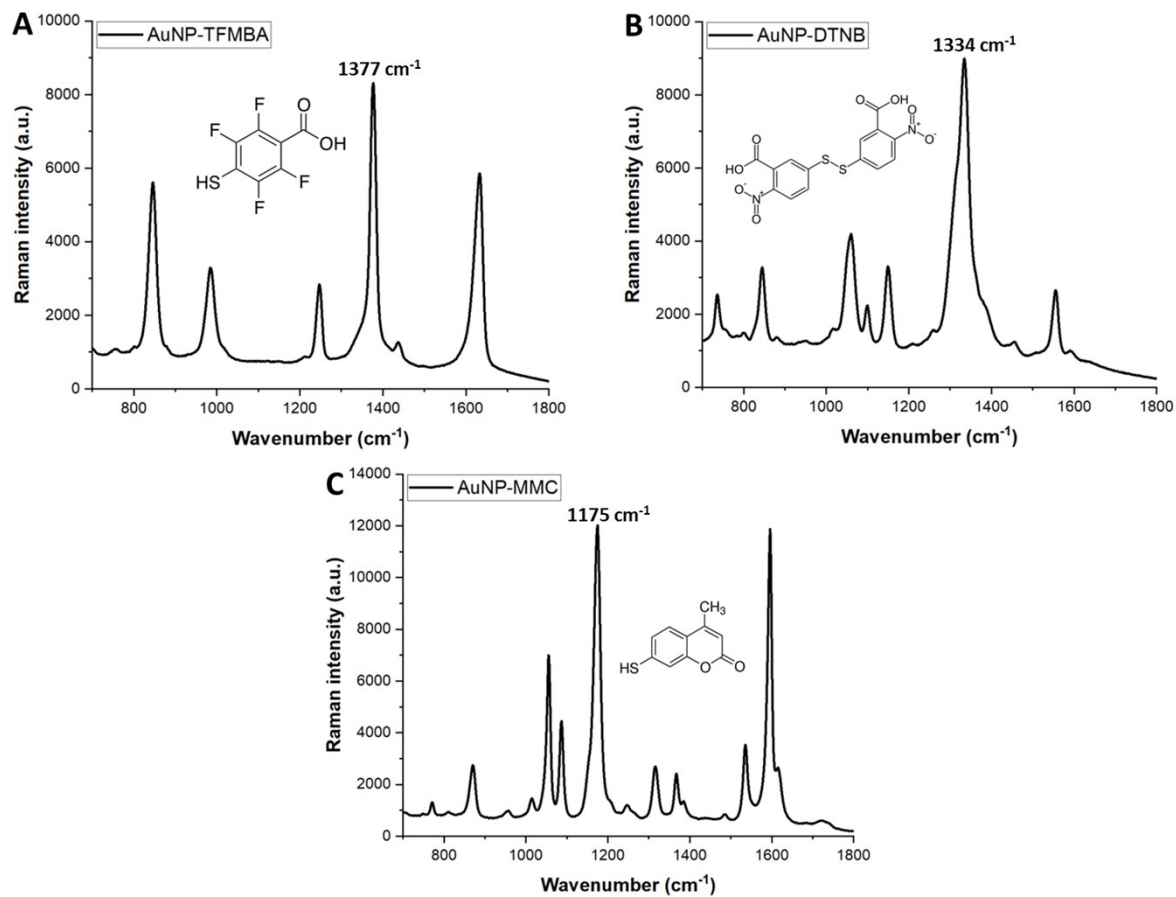 A
AuNP-TFMBA
1377 cm⁻¹
F
F
O
OH
HS
F
F
Raman intensity (a.u.)
10000
8000
6000
4000
2000
0
800 1000 1200 1400 1600 1800
Wavenumber (cm⁻¹)
B
AuNP-DTNB
1334 cm⁻¹
O
OH
O
N⁺
O⁻
O
HO
S
S
O⁻
N⁺
O
Raman intensity (a.u.)
10000
8000
6000
4000
2000
0
800 1000 1200 1400 1600 1800
Wavenumber (cm⁻¹)
C
AuNP-MMC
1175 cm⁻¹
CH₃
HS
O
O
Raman intensity (a.u.)
14000
12000
10000
8000
6000
4000
2000
0
800 1000 1200 1400 1600 1800
Wavenumber (cm⁻¹)